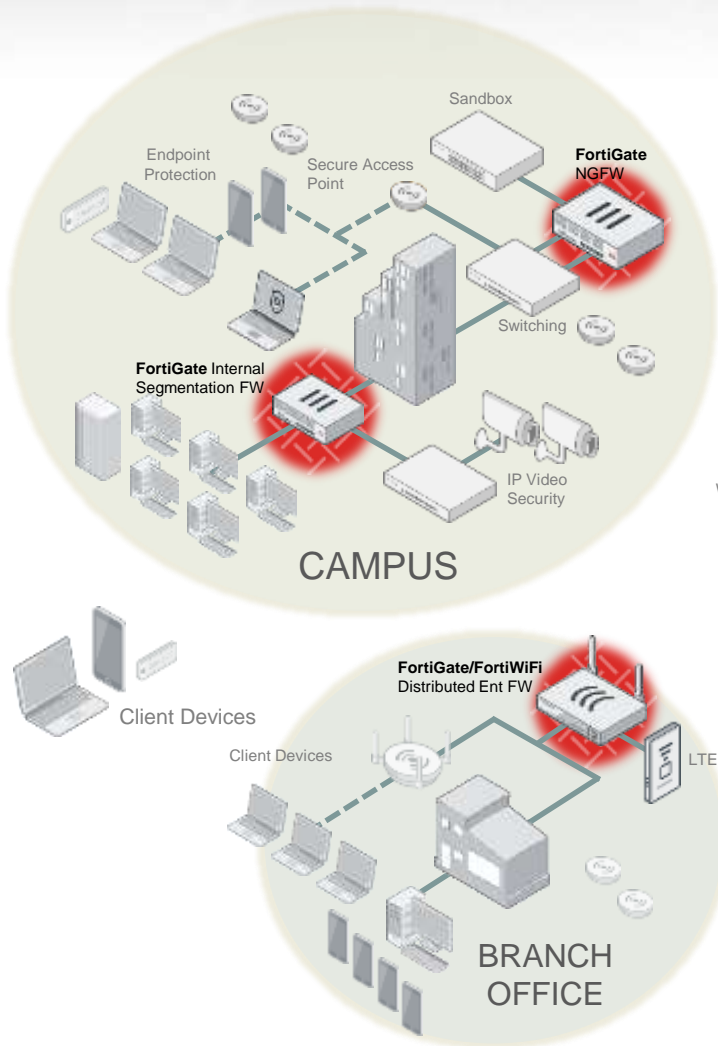 Sandbox
Endpoint
Protection
Secure Access
Point
FortiGate
NGFW
Switching
FortiGate Internal
Segmentation FW
IP Video
Security
CAMPUS
Client Devices
FortiGate/FortiWiFi
Distributed Ent FW
Client Devices
LTE
BRANCH
OFFICE